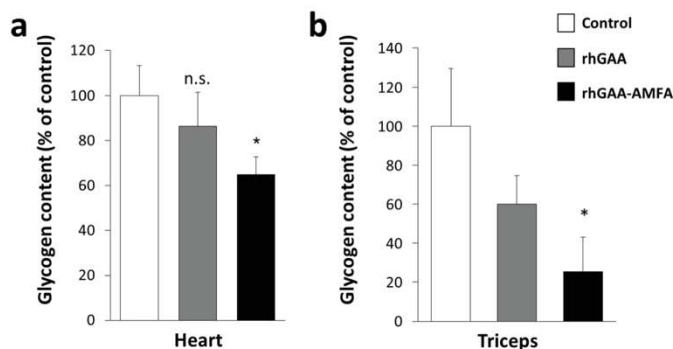 a
Glycogen content (% of control)
120
100
80
60
40
20
0
n.s.
*
Heart
b
Glycogen content (% of control)
140
120
100
80
60
40
20
0
*
Triceps
Control
rhGAA
rhGAA-AMFA